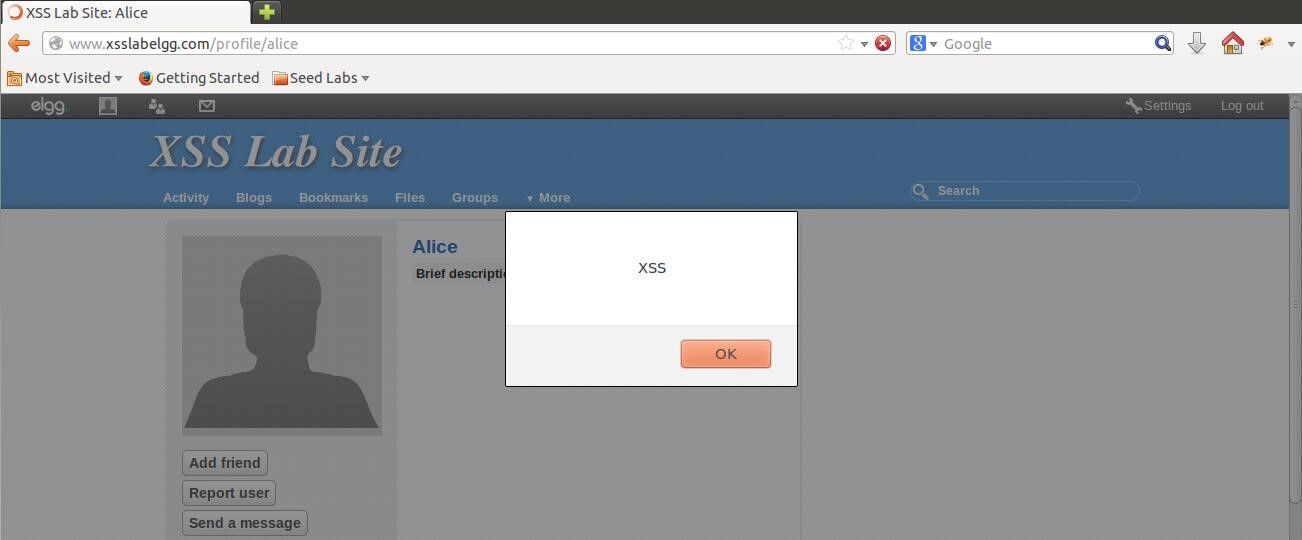 XSS Lab Site: Alice
www.xsslabelgg.com/profile/alice
Google
Most Visited Getting Started Seed Labs
elgg Settings Log out
XSS Lab Site
Activity Blogs Bookmarks Files Groups ▼ More Search
Alice
Brief descriptio
XSS
OK
Add friend
Report user
Send a message